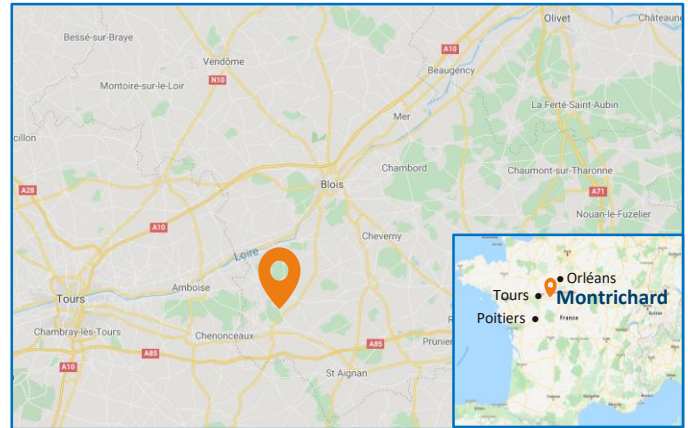 Olivet
Châteaune
Bessé-sur-Braye
A10
Vendôme
Beaugency
N10
Montoire-sur-le-Loir
La Ferté-Saint-Aubin
Mer
cillon
Chambord
Chaumont-sur-Tharonne
Blois
A28
A71
Nouan-le-Fuzelier
A10
Cheverny
Loire
Orléans
Amboise
Tours
Tours
Montrichard
Poitiers
France
Chambray-lès-Tours
Chenonceaux
R
A85
A85
Prunier
A10
St Aignan